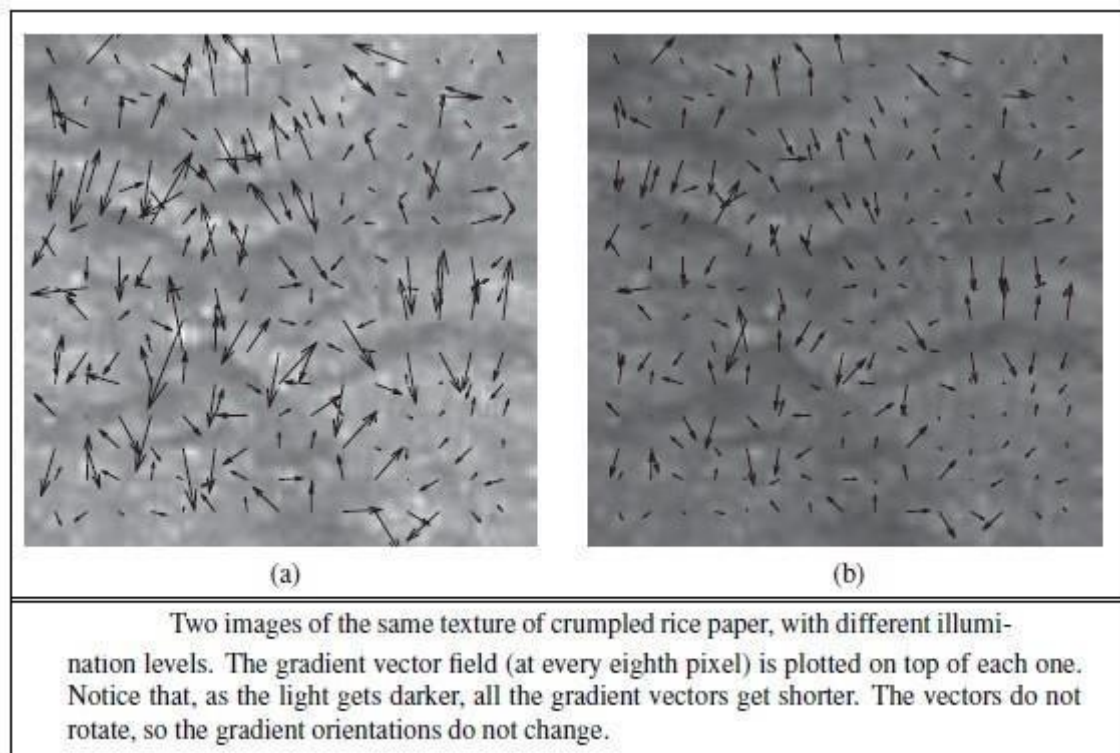 (a) (b)
Two images of the same texture of crumpled rice paper, with different illumi-
nation levels. The gradient vector field (at every eighth pixel) is plotted on top of each one.
Notice that, as the light gets darker, all the gradient vectors get shorter. The vectors do not
rotate, so the gradient orientations do not change.